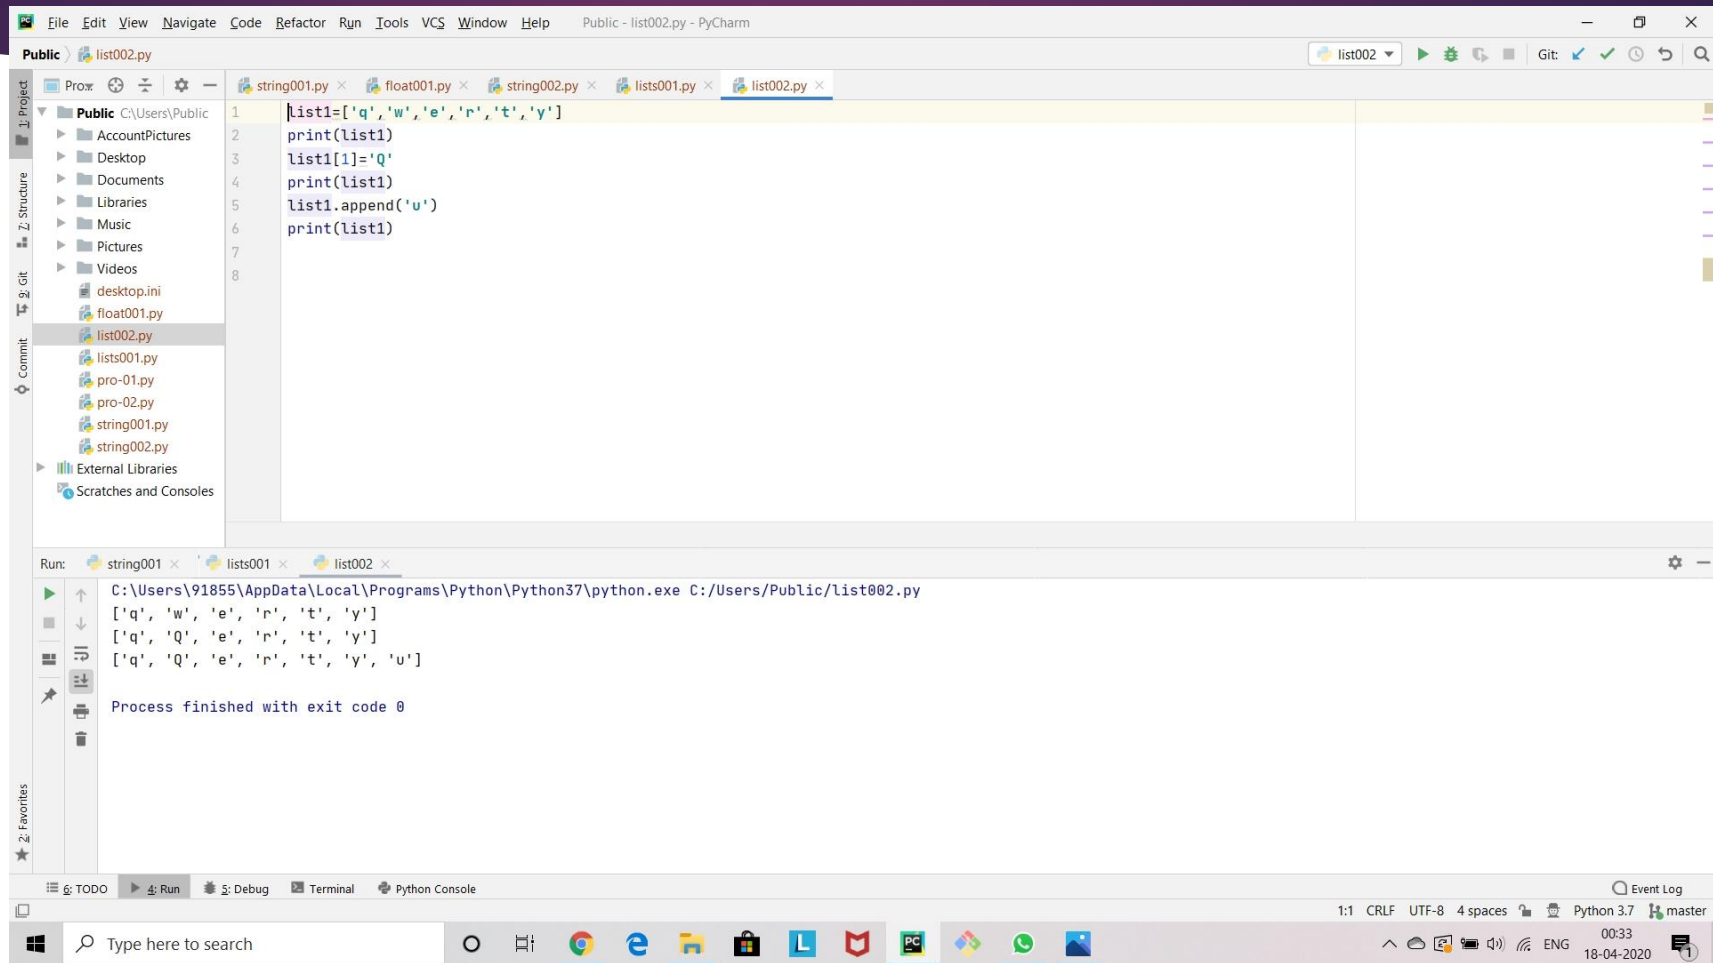 File Edit View Navigate Code Refactor Run Tools VCS Window Help Public - list002.py - PyCharm
Public list002.py
list002 Git:
1: Project
string001.py float001.py string002.py lists001.py list002.py
Public C:\Users\Public
AccountPictures
Desktop
Documents
Libraries
Music
Pictures
Videos
desktop.ini
float001.py
list002.py
lists001.py
pro-01.py
pro-02.py
string001.py
string002.py
External Libraries
Scratches and Consoles
Z: Structure
9: Git
Commit
1 list1=['q','w','e','r','t','y']
2 print(list1)
3 list1[1]='Q'
4 print(list1)
5 list1.append('u')
6 print(list1)
7
8
Run: string001 lists001 list002
C:\Users\91855\AppData\Local\Programs\Python\Python37\python.exe C:/Users/Public/list002.py
['q', 'w', 'e', 'r', 't', 'y']
['q', 'Q', 'e', 'r', 't', 'y']
['q', 'Q', 'e', 'r', 't', 'y', 'u']
Process finished with exit code 0
2: Favorites
6: TODO 4: Run 5: Debug Terminal Python Console Event Log
1:1 CRLF UTF-8 4 spaces Python 3.7 master
Type here to search
ENG
00:33
18-04-2020
1